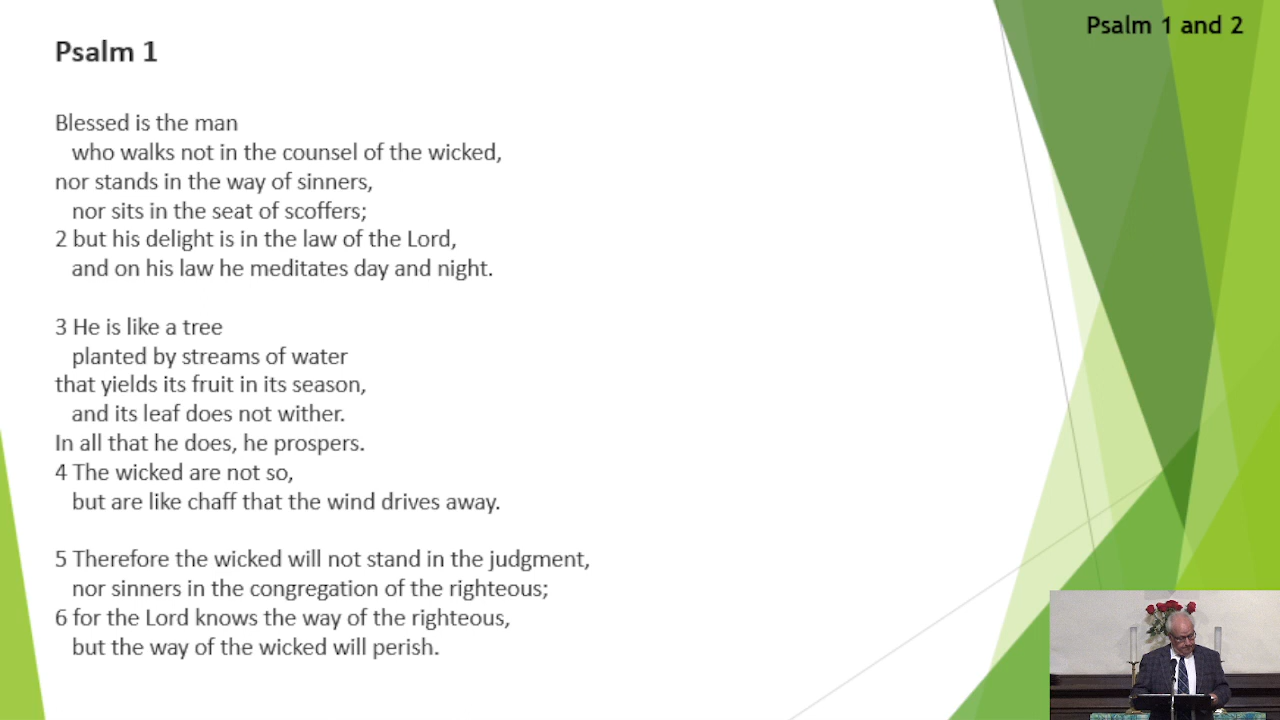 Psalm 1 and 2
Psalm 1
Blessed is the man
who walks not in the counsel of the wicked,
nor stands in the way of sinners,
nor sits in the seat of scoffers;
2 but his delight is in the law of the Lord,
and on his law he meditates day and night.
3 He is like a tree
planted by streams of water
that yields its fruit in its season,
and its leaf does not wither.
In all that he does, he prospers.
4 The wicked are not so,
but are like chaff that the wind drives away.
5 Therefore the wicked will not stand in the judgment,
nor sinners in the congregation of the righteous;
6 for the Lord knows the way of the righteous,
but the way of the wicked will perish.